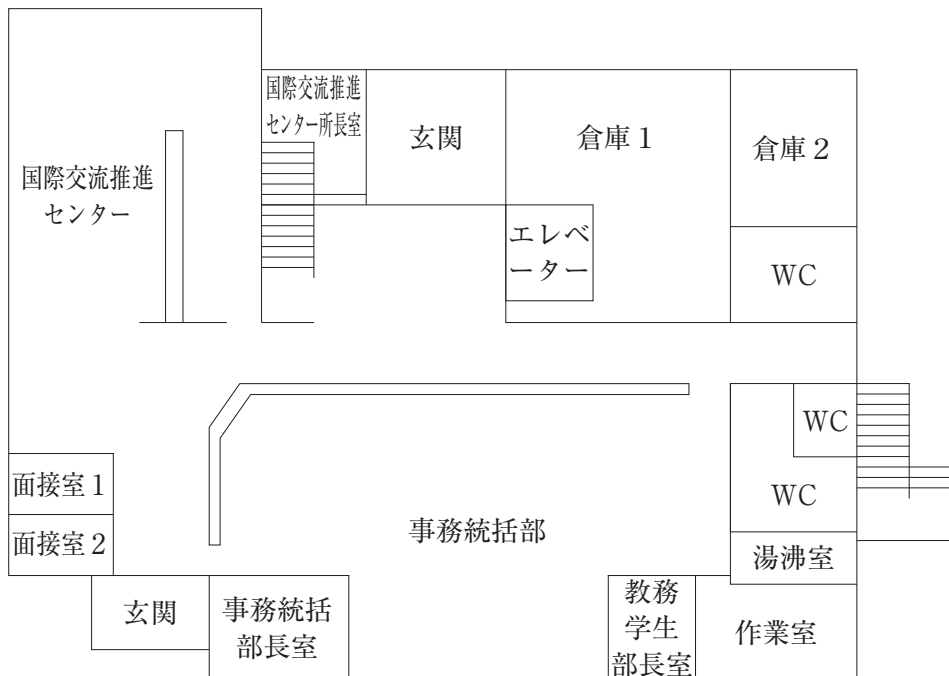 国際交流推進
センター所長室
玄関
倉庫１
倉庫２
国際交流推進
センター
エレベ
ーター
WC
WC
面接室１
WC
面接室２
事務統括部
湯沸室
玄関
事務統括
部長室
教務
学生
部長室
作業室